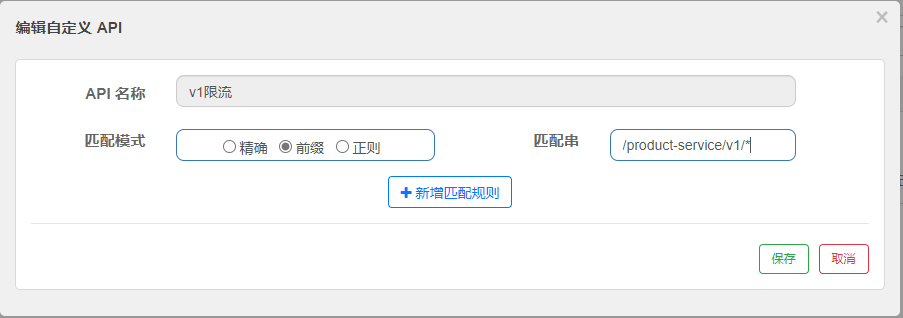 编辑自定义 API
×
API 名称 v1限流
匹配模式 精确 前缀 正则 匹配串 /product-service/v1/*
+ 新增匹配规则
保存 取消